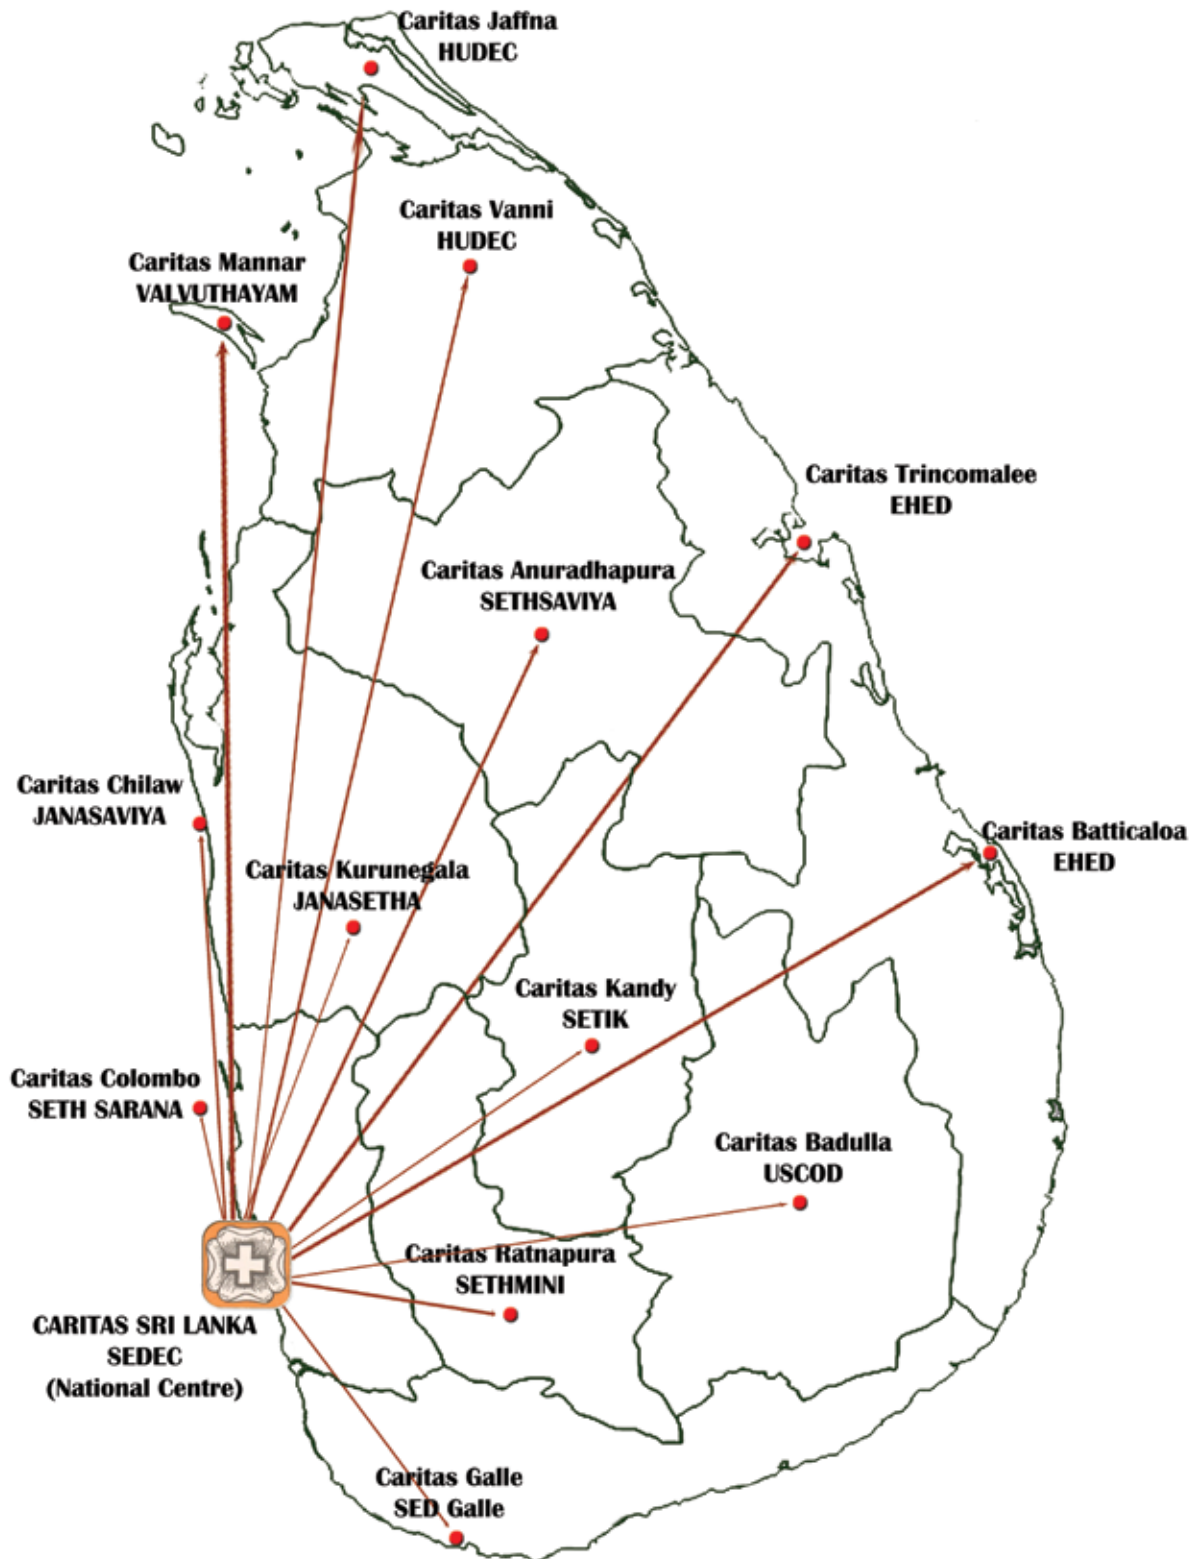 Caritas Jaffna
HUDEC
Caritas Vanni
HUDEC
Caritas Mannar
VALVUTHAYAM
Caritas Trincomalee
EHED
Caritas Anuradhapura
SETHSAVIYA
Caritas Chilaw
JANASAVIYA
Caritas Batticaloa
EHED
Caritas Kurunegala
JANASETHA
Caritas Kandy
SETIK
Caritas Colombo
SETH SARANA
Caritas Badulla
USCOD
Caritas Ratnapura
SETHMINI
CARITAS SRI LANKA
SEDEC
(National Centre)
Caritas Galle
SED Galle